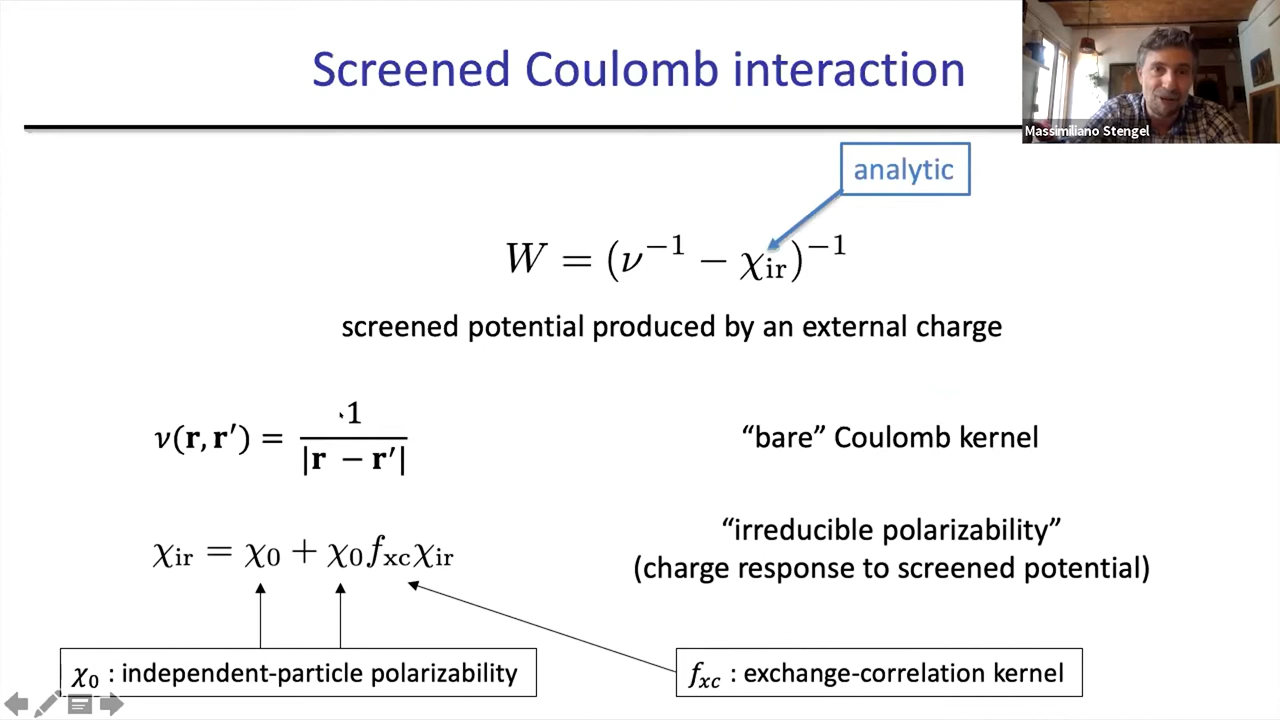 Screened Coulomb interaction
Massimiliano Stengel
analytic
W = (ν⁻¹ − χ_ir)⁻¹
screened potential produced by an external charge
ν(r, r′) = 1 / |r − r′|
“bare” Coulomb kernel
χ_ir = χ_0 + χ_0 f_xc χ_ir
“irreducible polarizability”
(charge response to screened potential)
χ_0 : independent-particle polarizability
f_xc : exchange-correlation kernel